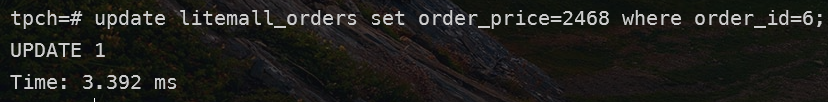 tpch=# update litemall_orders set order_price=2468 where order_id=6;
UPDATE 1
Time: 3.392 ms